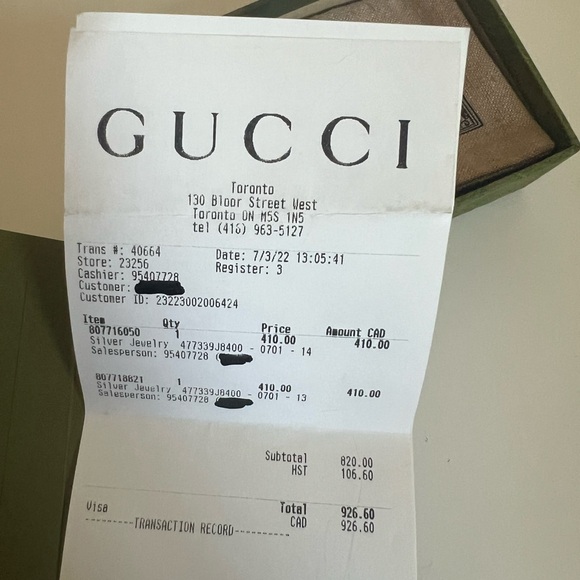 GUCCI
Toronto
130 Bloor Street West
Toronto ON M5S 1N5
tel (416) 963-5127
Trans #: 40664 Date: 7/3/22 13:05:41
Store: 23256 Register: 3
Cashier: 95407728
Customer:
Customer ID: 23223002006424
Item Qty Price Amount CAD
807716050 1 410.00 410.00
Silver Jewelry 477339J8400 - 0701 - 14
Salesperson: 95407728 (
807718821 1 410.00 410.00
Silver Jewelry 477339J8400 - 0701 - 13
Salesperson: 95407728 (
Subtotal 820.00
HST 106.60
Total 926.60
Visa CAD 926.60
--------TRANSACTION RECORD---------